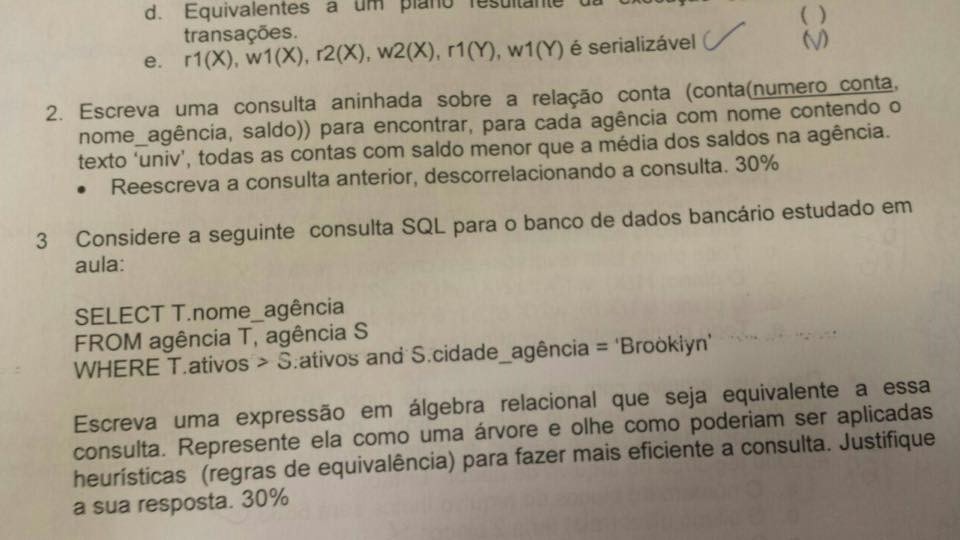 d. Equivalentes a um plano resultante da
transações. ( )
e. r1(X), w1(X), r2(X), w2(X), r1(Y), w1(Y) é serializável (V)
2. Escreva uma consulta aninhada sobre a relação conta (conta(numero_conta,
nome_agência, saldo)) para encontrar, para cada agência com nome contendo o
texto ‘univ’, todas as contas com saldo menor que a média dos saldos na agência.
• Reescreva a consulta anterior, descorrelacionando a consulta. 30%
3 Considere a seguinte consulta SQL para o banco de dados bancário estudado em
aula:
SELECT T.nome_agência
FROM agência T, agência S
WHERE T.ativos > S.ativos and S.cidade_agência = ‘Brooklyn’
Escreva uma expressão em álgebra relacional que seja equivalente a essa
consulta. Represente ela como uma árvore e olhe como poderiam ser aplicadas
heurísticas (regras de equivalência) para fazer mais eficiente a consulta. Justifique
a sua resposta. 30%